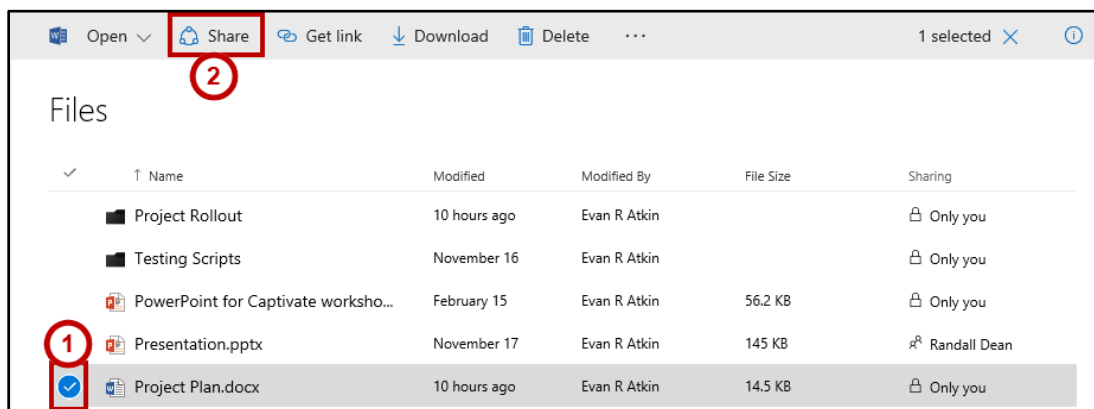 Open Share Get link Download Delete ... 1 selected
2
Files
Name Modified Modified By File Size Sharing
Project Rollout 10 hours ago Evan R Atkin Only you
Testing Scripts November 16 Evan R Atkin Only you
PowerPoint for Captivate worksho... February 15 Evan R Atkin 56.2 KB Only you
1 Presentation.pptx November 17 Evan R Atkin 145 KB Randall Dean
Project Plan.docx 10 hours ago Evan R Atkin 14.5 KB Only you